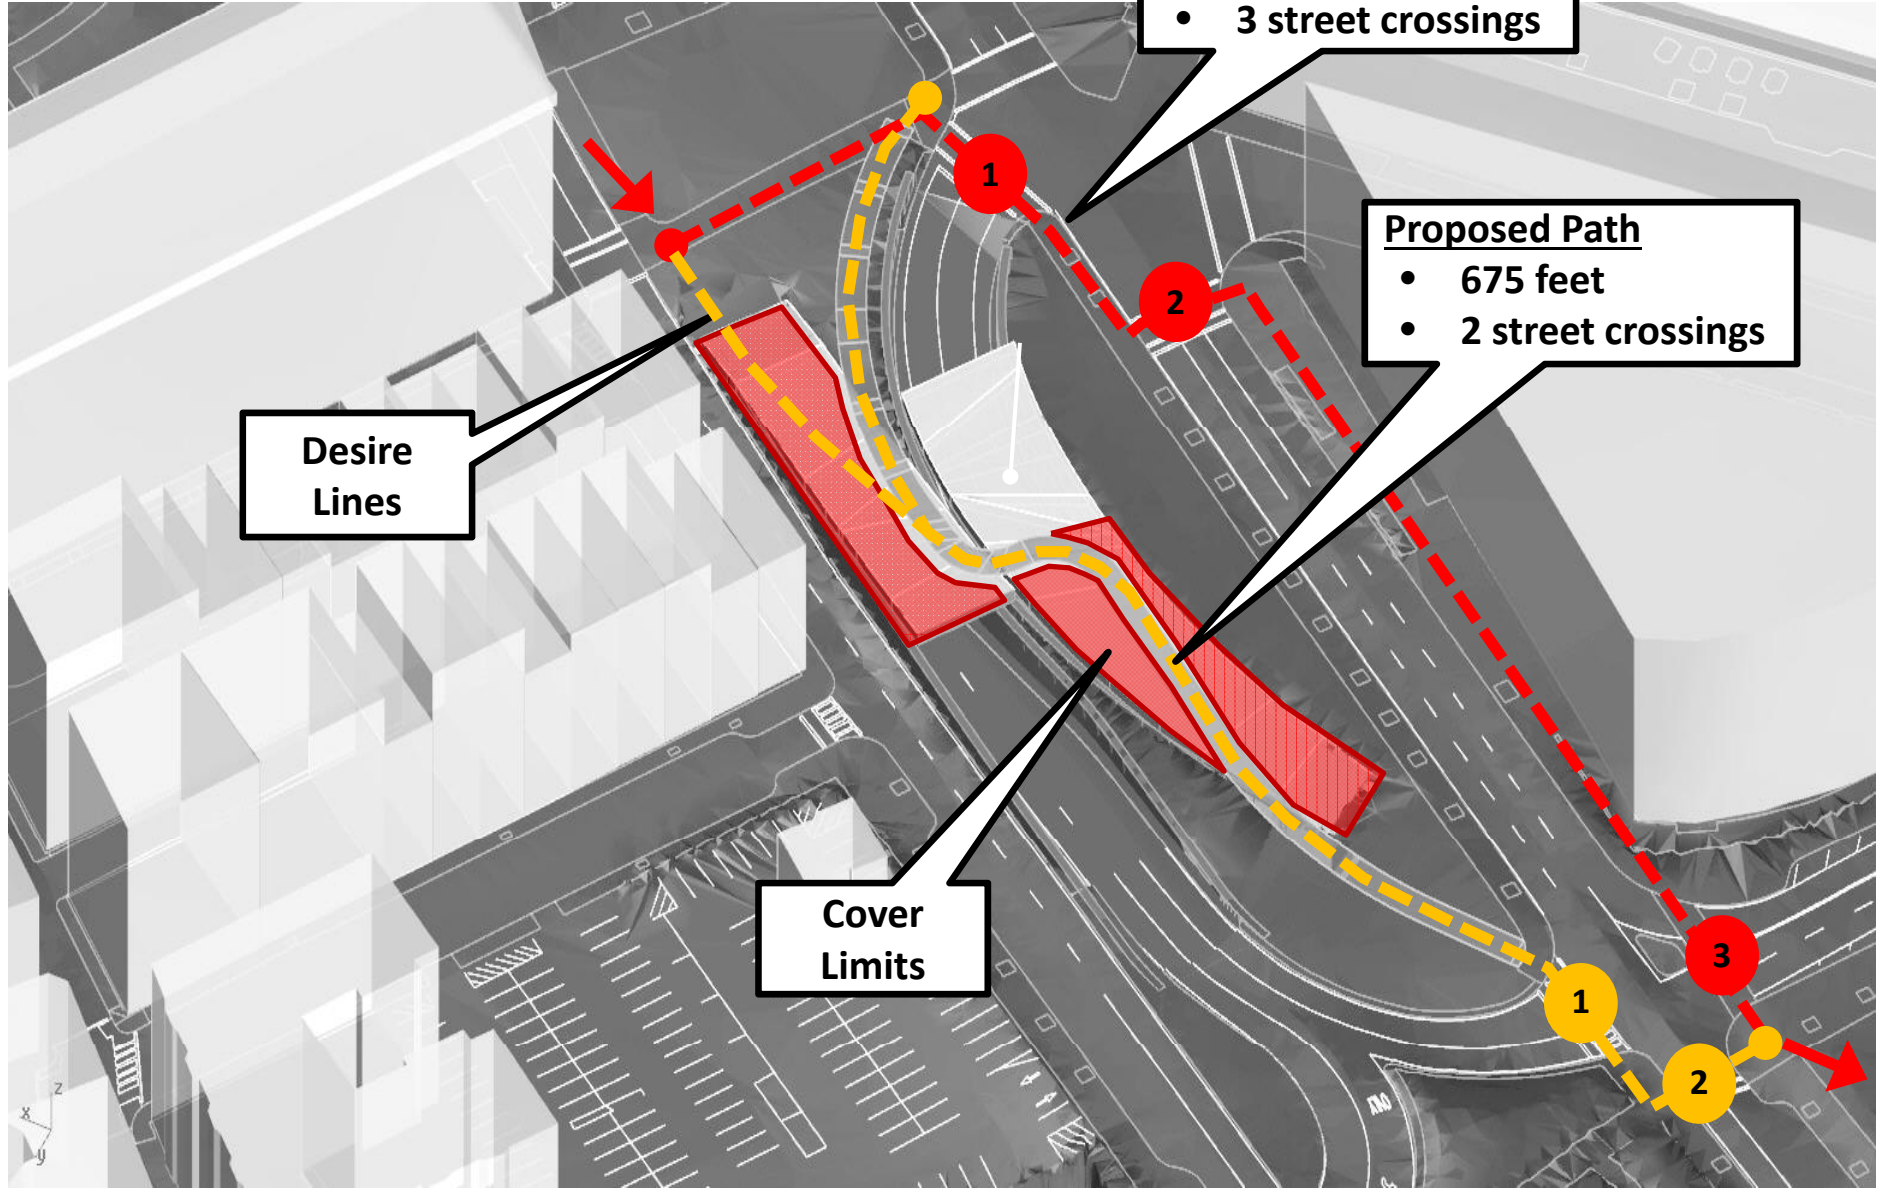 • 3 street crossings
1
2
Proposed Path
• 675 feet
• 2 street crossings
Desire
Lines
Cover
Limits
3
1
2
z
x
y